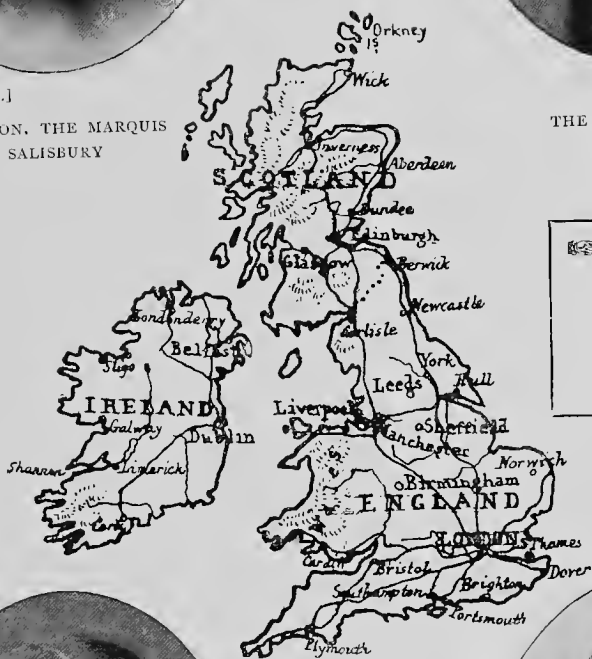 Orkney
Is
.]
Wick
ON, THE MARQUIS
SALISBURY
THE
Inverness
Aberdeen
SCOTLAND
Dundee
Edinburgh
Glasgow
Berwick
Newcastle
Londonderry
Carlisle
Belfast
York
Sligo
Leeds
Hull
IRELAND
Liverpool
Galway
Sheffield
Dublin
Manchester
Shannon
Limerick
Norwich
Birmingham
ENGLAND
Cork
LONDON
Thames
Cardiff
Bristol
Dover
Southampton
Brighton
Portsmouth
Plymouth